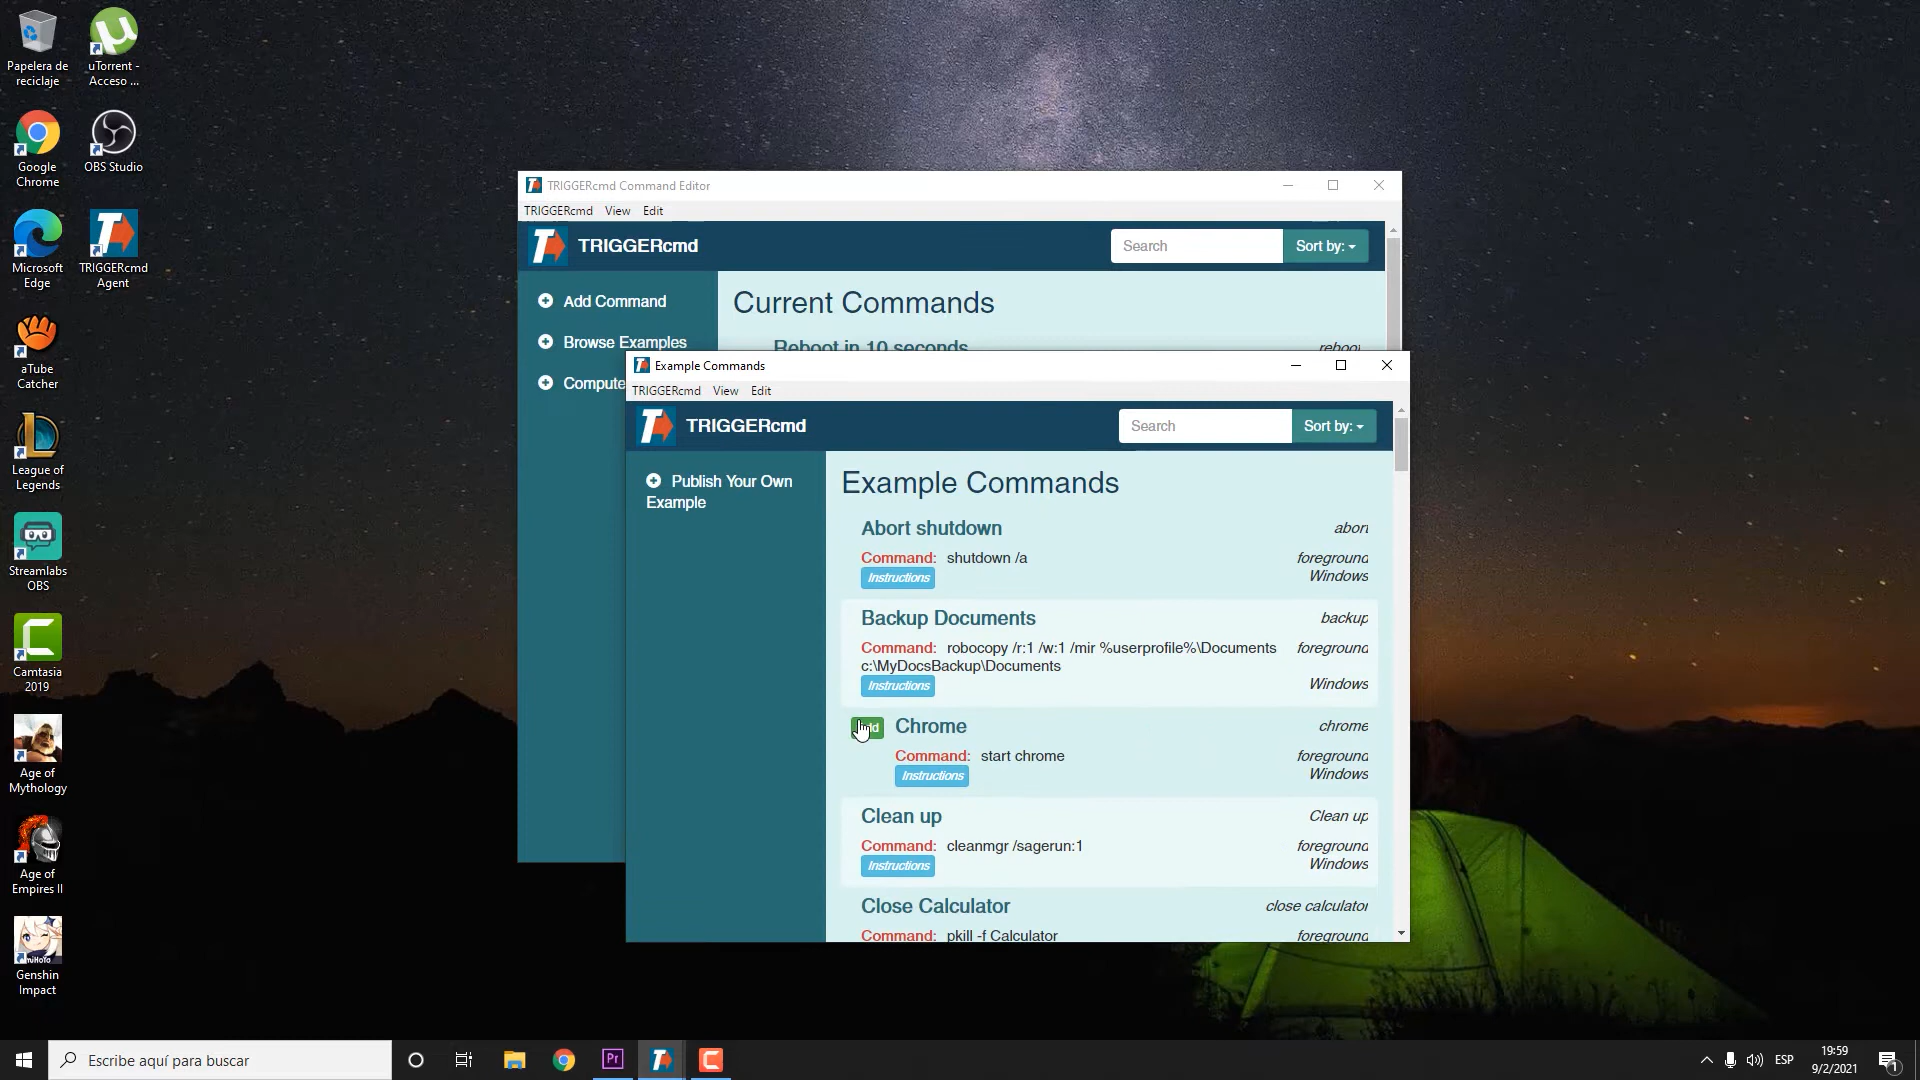 Papelera de
reciclaje
uTorrent -
Acceso ...
Google
Chrome
OBS Studio
Microsoft
Edge
TRIGGERcmd
Agent
aTube
Catcher
League of
Legends
Streamlabs
OBS
Camtasia
2019
Age of
Mythology
Age of
Empires II
Genshin
Impact
TRIGGERcmd Command Editor
TRIGGERcmd View Edit
TRIGGERcmd
Search
Sort by:
Add Command
Browse Examples
Current Commands
Reboot in 10 seconds
reboot
Example Commands
TRIGGERcmd View Edit
TRIGGERcmd
Search
Sort by:
Publish Your Own
Example
Example Commands
Abort shutdown
abort
Command: shutdown /a
foreground
Instructions
Windows
Backup Documents
backup
Command: robocopy /r:1 /w:1 /mir %userprofile%\Documents
c:\MyDocsBackup\Documents
foreground
Instructions
Windows
Chrome
chrome
Command: start chrome
foreground
Instructions
Windows
Clean up
Clean up
Command: cleanmgr /sagerun:1
foreground
Instructions
Windows
Close Calculator
close calculator
Command: pkill -f Calculator
foreground
Escribe aquí para buscar
Pr
ESP
19:59
9/2/2021
1